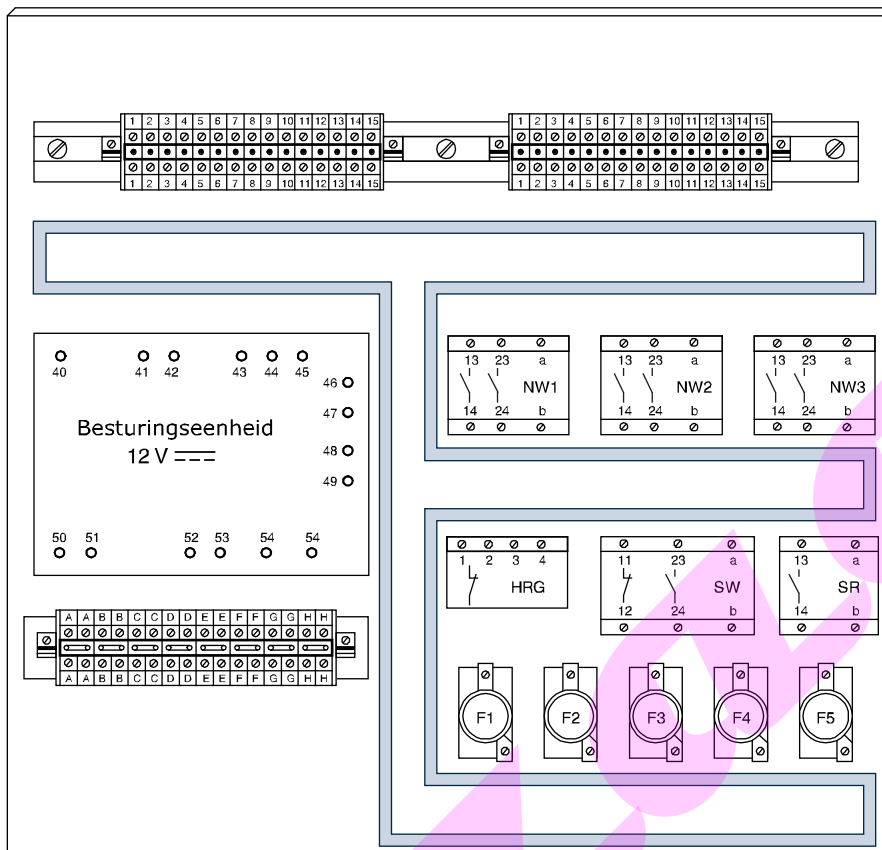 1 2 3 4 5 6 7 8 9 10 11 12 13 14 15
1 2 3 4 5 6 7 8 9 10 11 12 13 14 15
1 2 3 4 5 6 7 8 9 10 11 12 13 14 15
1 2 3 4 5 6 7 8 9 10 11 12 13 14 15
40 41 42 43 44 45
46
47
48
49
Besturingseenheid
12 V
50 51 52 53 54 54
13 23 a
NW1
14 24 b
13 23 a
NW2
14 24 b
13 23 a
NW3
14 24 b
1 2 3 4
HRG
11 23 a
SW
12 24 b
13 a
SR
14 b
A A B B C C D D E E F F G G H H
A A B B C C D D E E F F G G H H
F1 F2 F3 F4 F5